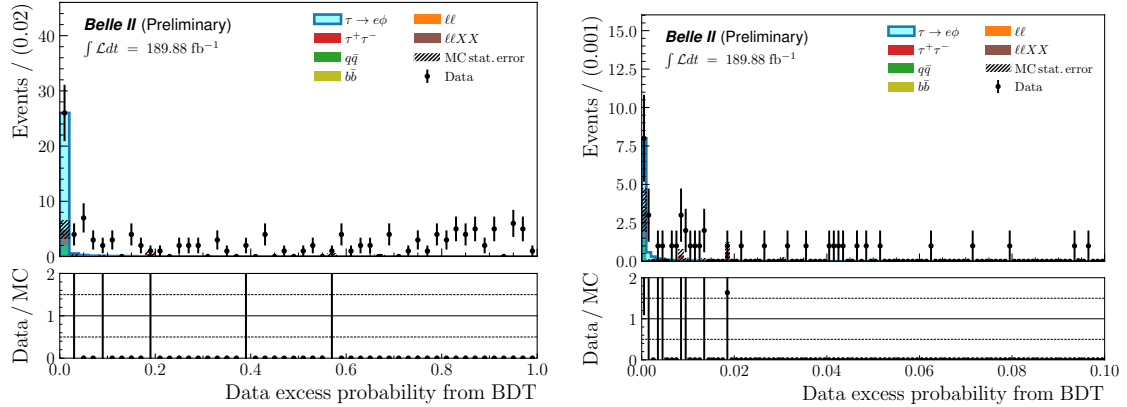 Belle II (Preliminary)
∫ ℒdt = 189.88 fb⁻¹
τ → eϕ
τ⁺τ⁻
qq̄
bb̄
ℓℓ
ℓℓXX
MC stat. error
Data
Events / (0.02)
40
30
20
10
0
Data / MC
2
1
0
0.0 0.2 0.4 0.6 0.8 1.0
Data excess probability from BDT
Belle II (Preliminary)
∫ ℒdt = 189.88 fb⁻¹
τ → eϕ
τ⁺τ⁻
qq̄
bb̄
ℓℓ
ℓℓXX
MC stat. error
Data
Events / (0.001)
15.0
12.5
10.0
7.5
5.0
2.5
0.0
Data / MC
2
1
0
0.00 0.02 0.04 0.06 0.08 0.10
Data excess probability from BDT